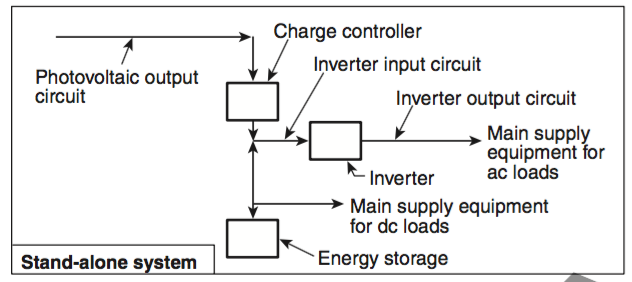 Charge controller
Photovoltaic output
circuit
Inverter input circuit
Inverter output circuit
Main supply
equipment for
ac loads
Inverter
Main supply equipment
for dc loads
Energy storage
Stand-alone system